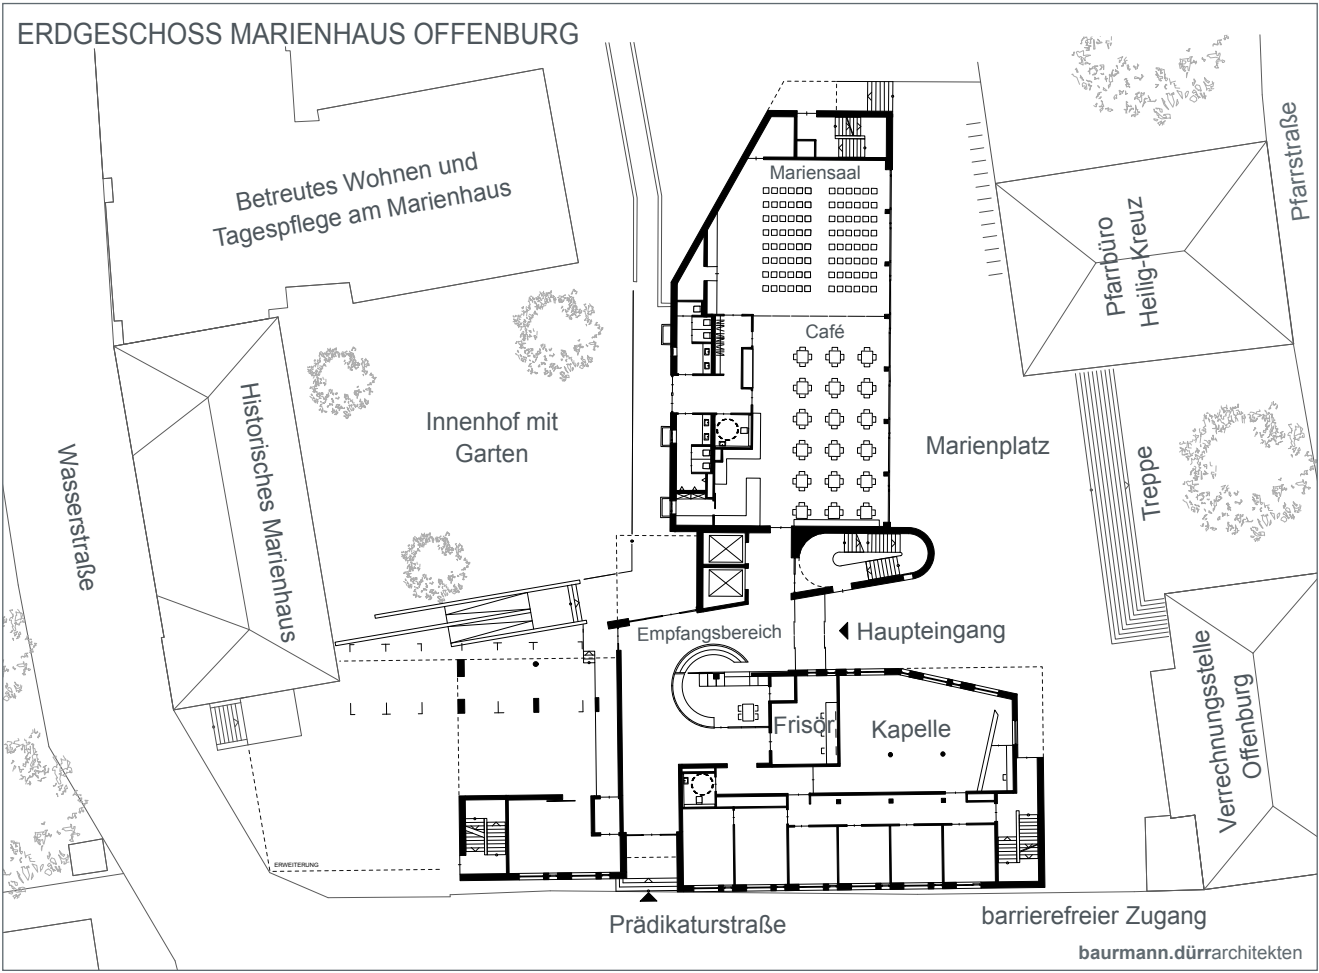 ERDGESCHOSS MARIENHAUS OFFENBURG
Betreutes Wohnen und
Tagespflege am Marienhaus
Mariensaal
Pfarrbüro
Heilig-Kreuz
Pfarrstraße
Café
Innenhof mit
Garten
Historisches Marienhaus
Wasserstraße
Marienplatz
Treppe
Empfangsbereich
Haupteingang
Frisör
Kapelle
Verrechnungsstelle
Offenburg
ERWEITERUNG
Prädikaturstraße
barrierefreier Zugang
baurmann.dürrarchitekten